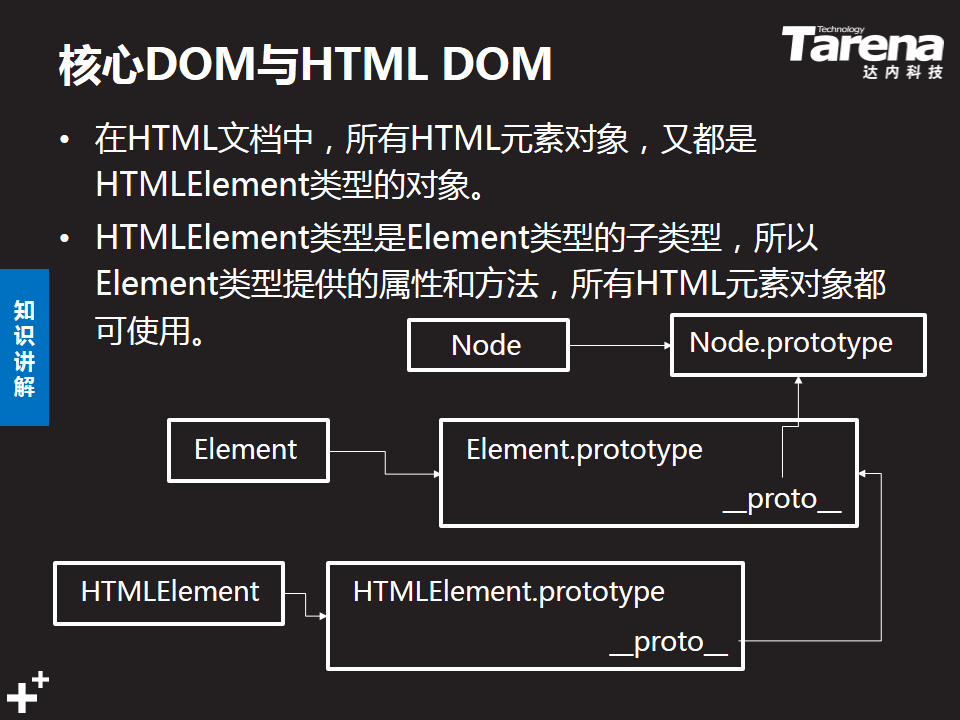 核心DOM与HTML DOM
Technology
Tarena
达内科技
• 在HTML文档中，所有HTML元素对象，又都是
HTMLElement类型的对象。
• HTMLElement类型是Element类型的子类型，所以
Element类型提供的属性和方法，所有HTML元素对象都
可使用。
知
识
讲
解
Node
Node.prototype
Element
Element.prototype
__proto__
HTMLElement
HTMLElement.prototype
__proto__